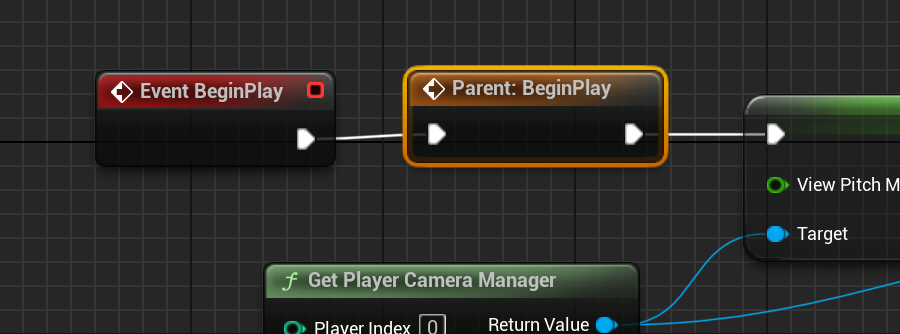 Event BeginPlay
Parent: BeginPlay
View Pitch M
Target
Get Player Camera Manager
Player Index 0
Return Value